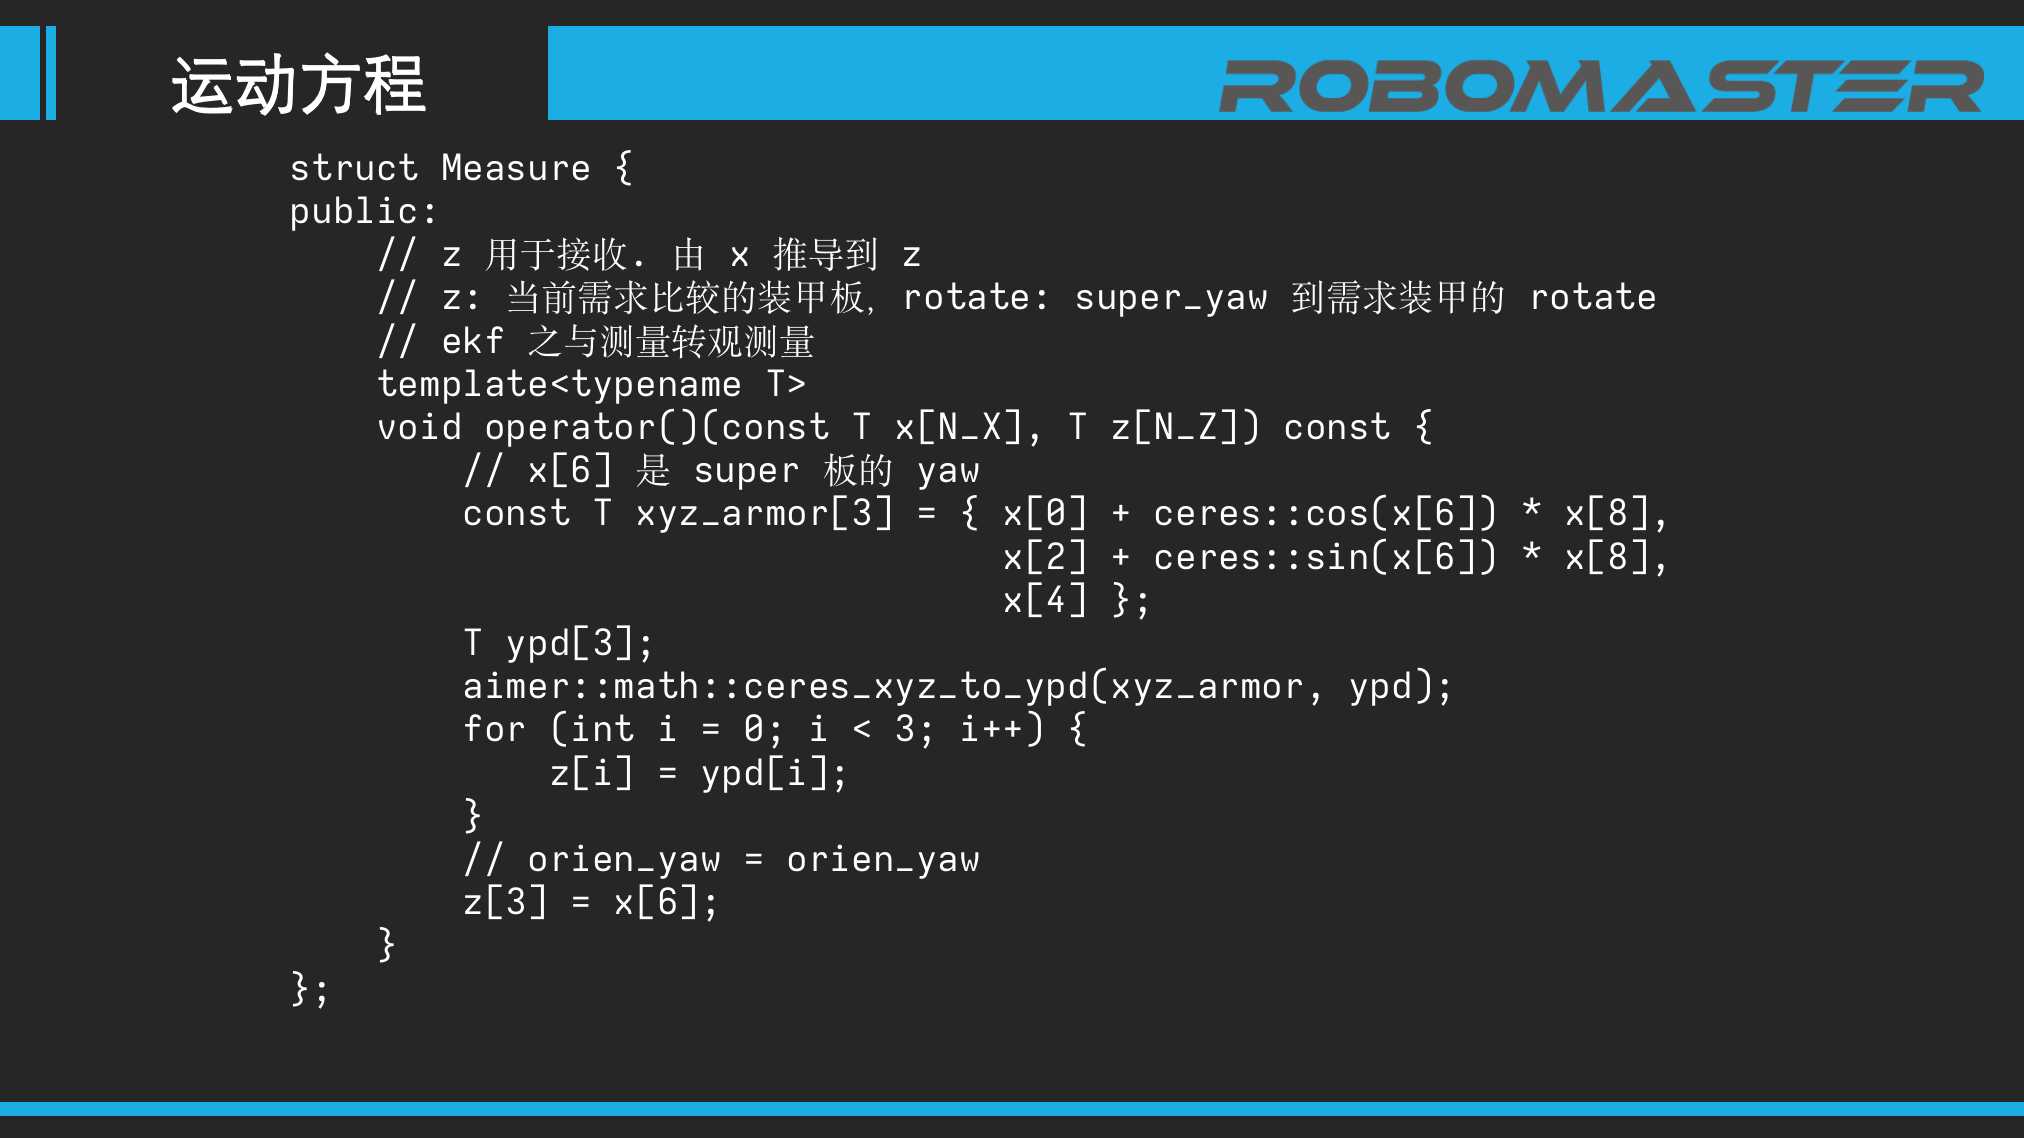 运动方程
ROBOMASTER
struct Measure {
public:
    // z 用于接收. 由 x 推导到 z
    // z: 当前需求比较的装甲板, rotate: super_yaw 到需求装甲的 rotate
    // ekf 之与测量转观测量
    template<typename T>
    void operator()(const T x[N_X], T z[N_Z]) const {
        // x[6] 是 super 板的 yaw
        const T xyz_armor[3] = { x[0] + ceres::cos(x[6]) * x[8],
                                 x[2] + ceres::sin(x[6]) * x[8],
                                 x[4] };
        T ypd[3];
        aimer::math::ceres_xyz_to_ypd(xyz_armor, ypd);
        for (int i = 0; i < 3; i++) {
            z[i] = ypd[i];
        }
        // orien_yaw = orien_yaw
        z[3] = x[6];
    }
};